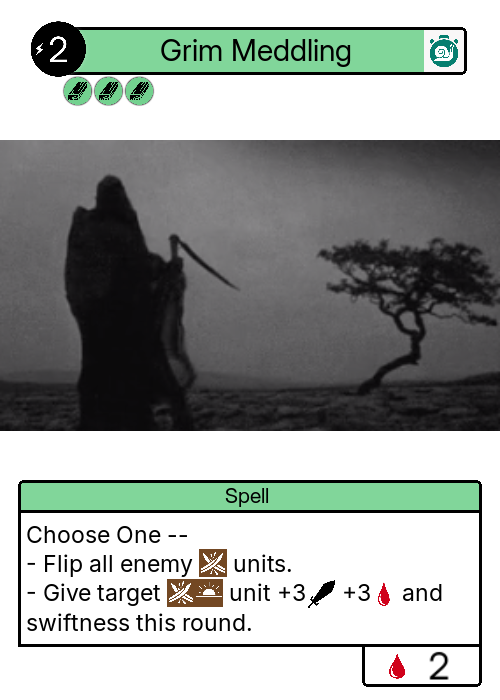 2
Grim Meddling
Spell
Choose One --
- Flip all enemy units.
- Give target unit +3 +3 and
swiftness this round.
2